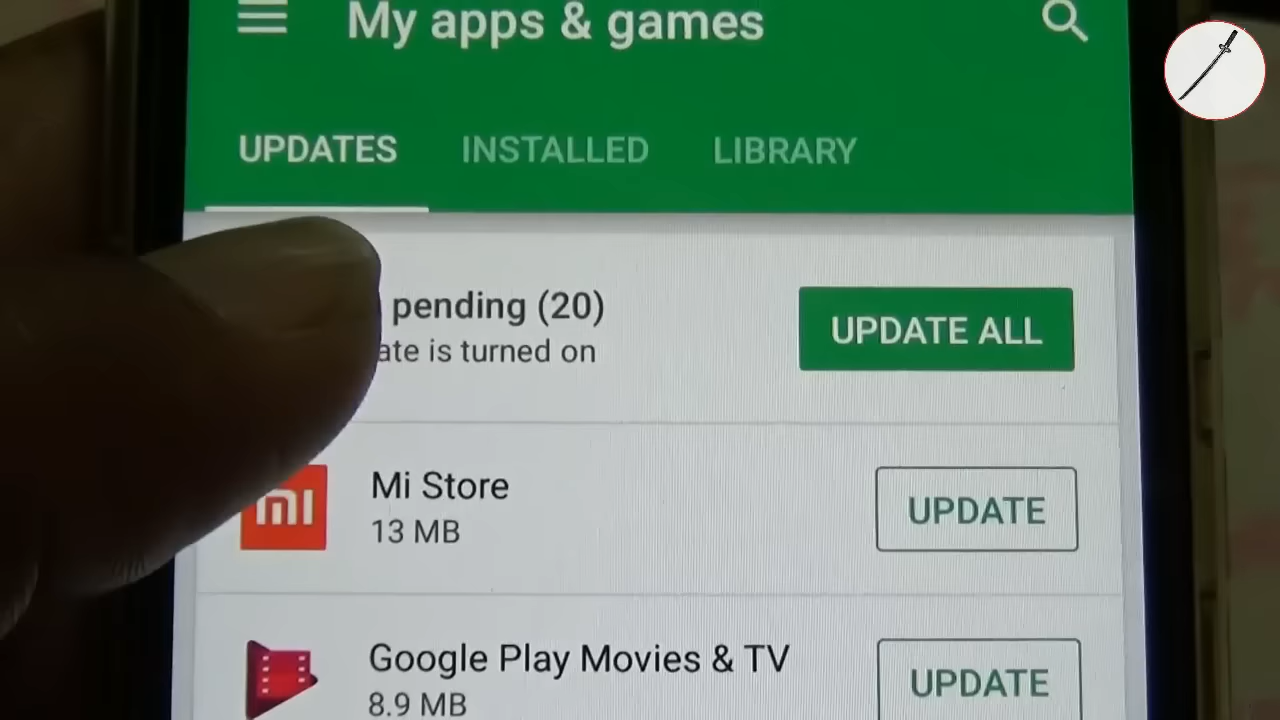 My apps & games
UPDATES INSTALLED LIBRARY
pending (20)
ate is turned on
UPDATE ALL
mi
Mi Store
13 MB
UPDATE
Google Play Movies & TV
8.9 MB
UPDATE